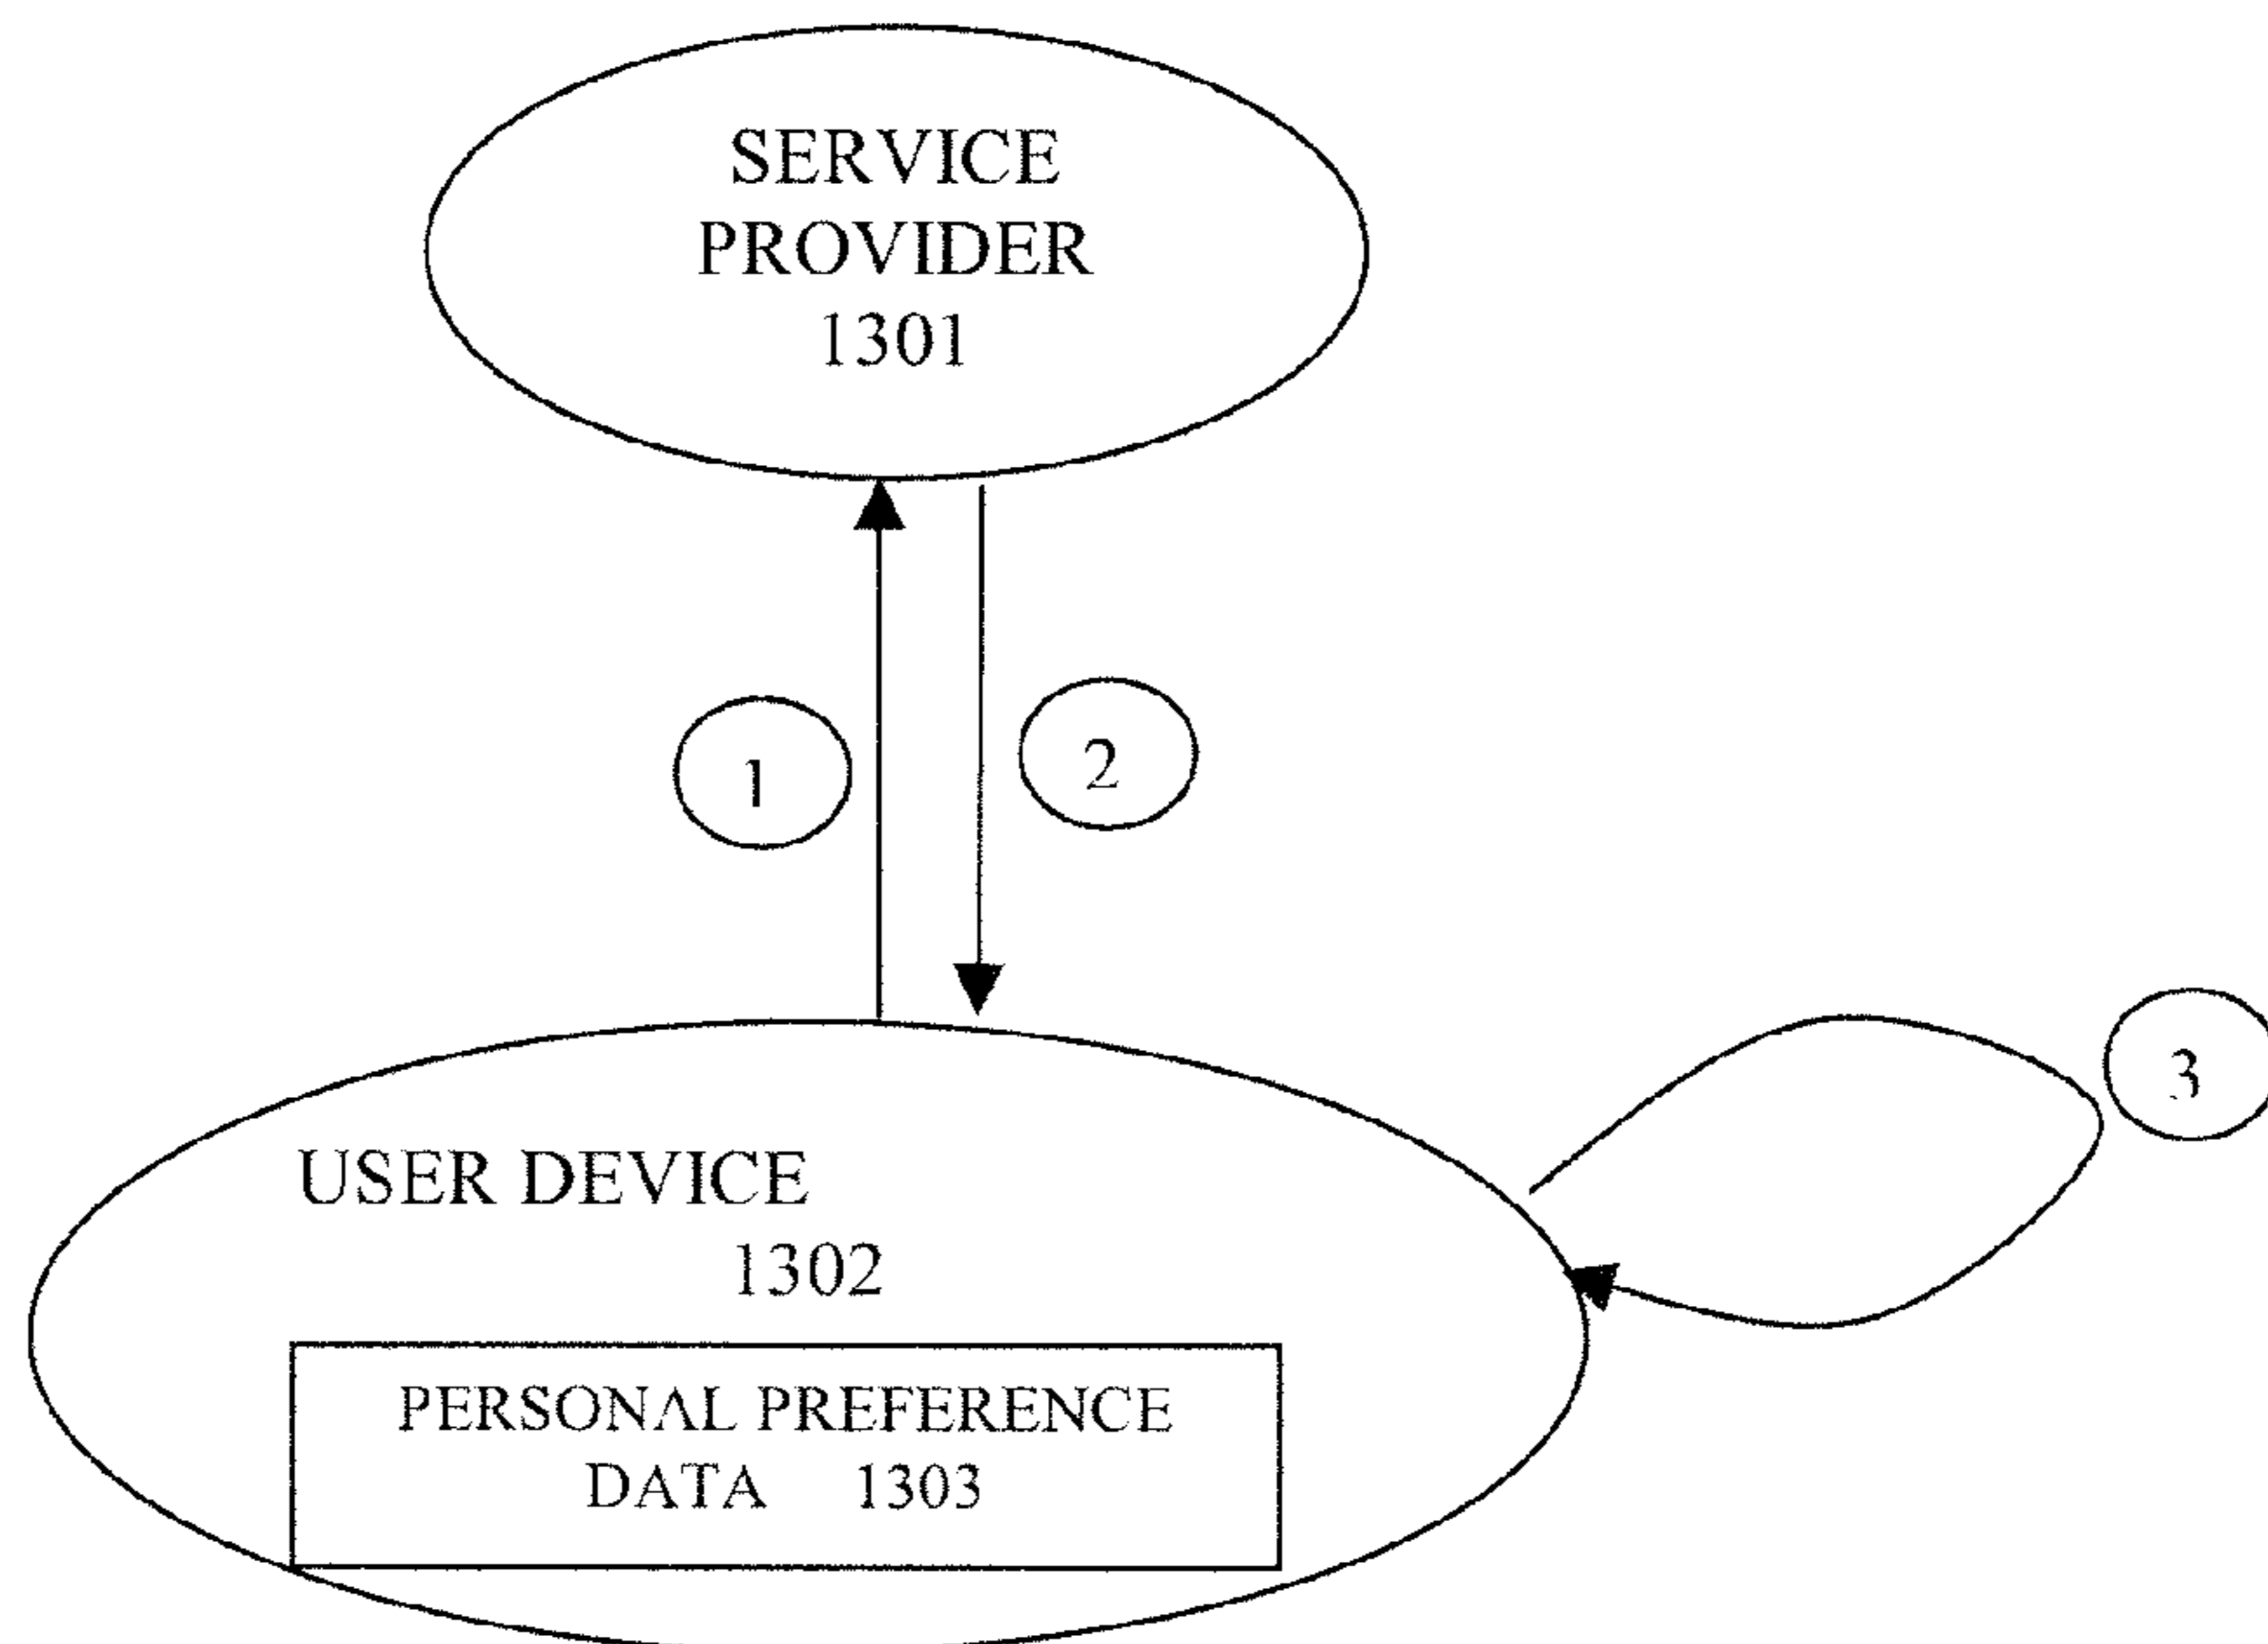 SERVICE
PROVIDER
1301
1
2
3
USER DEVICE
1302
PERSONAL PREFERENCE
DATA 1303